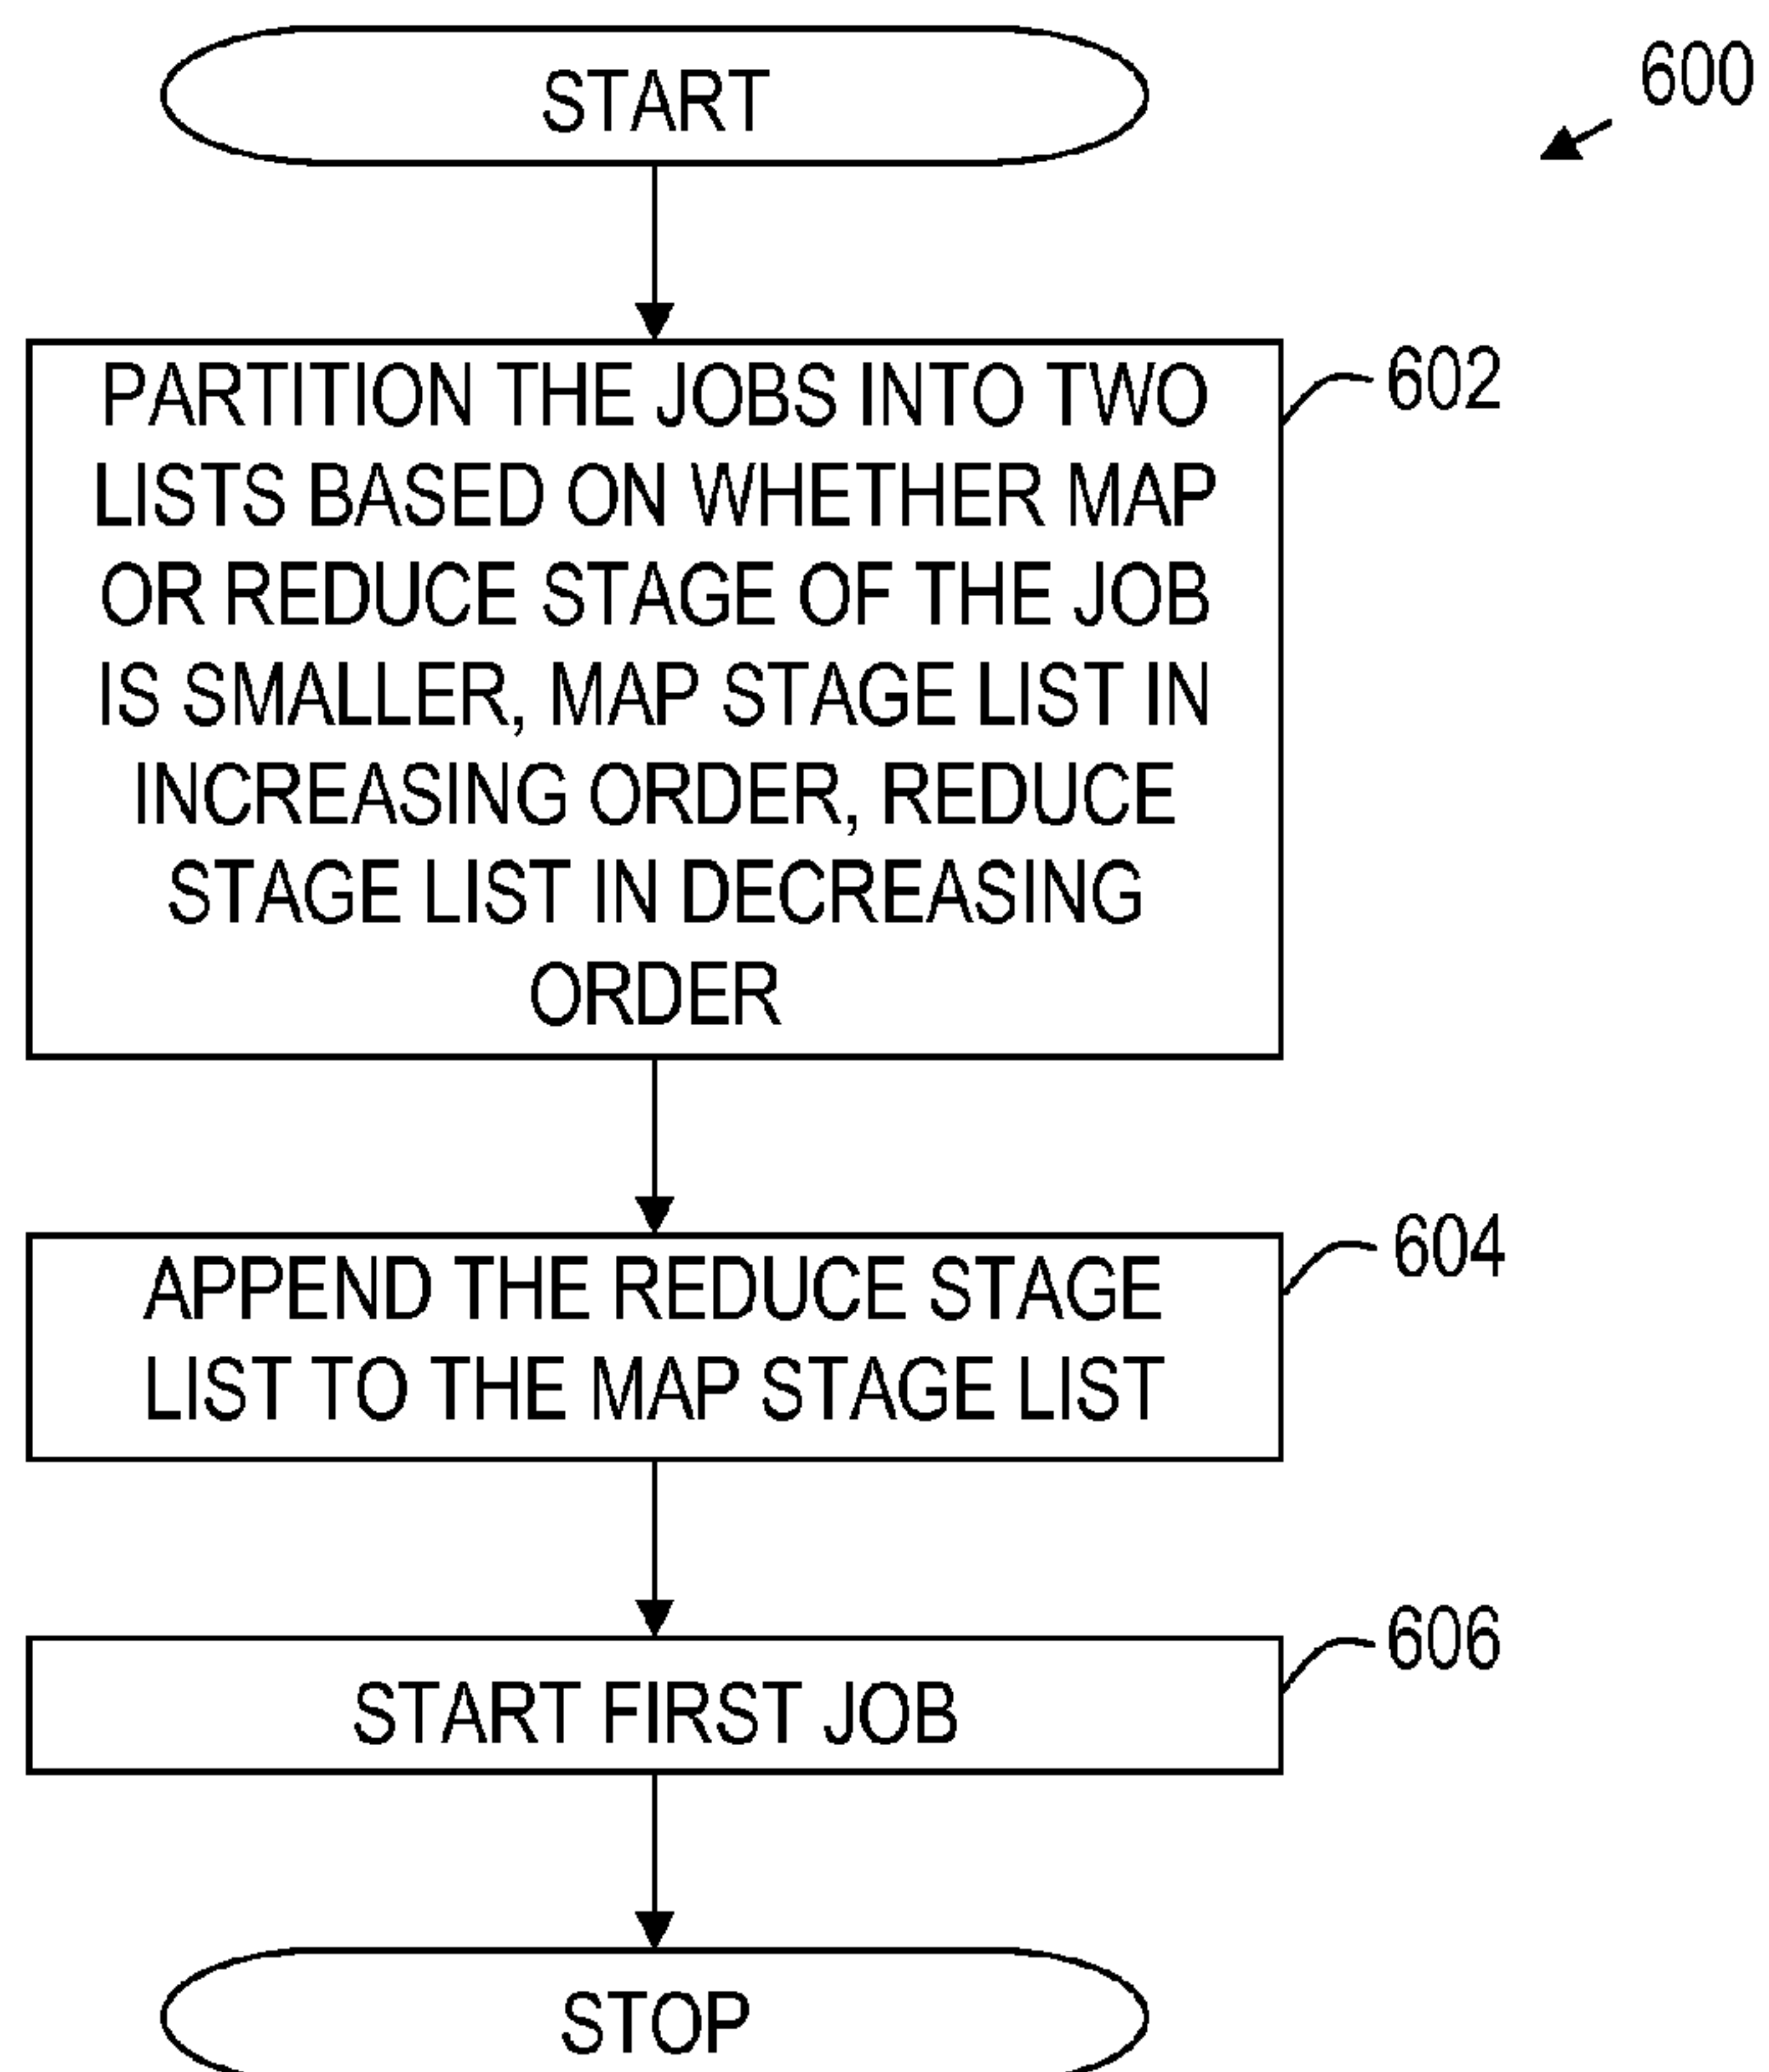 START
600
PARTITION THE JOBS INTO TWO
602
LISTS BASED ON WHETHER MAP
OR REDUCE STAGE OF THE JOB
IS SMALLER, MAP STAGE LIST IN
INCREASING ORDER, REDUCE
STAGE LIST IN DECREASING
ORDER
APPEND THE REDUCE STAGE
604
LIST TO THE MAP STAGE LIST
START FIRST JOB
606
STOP